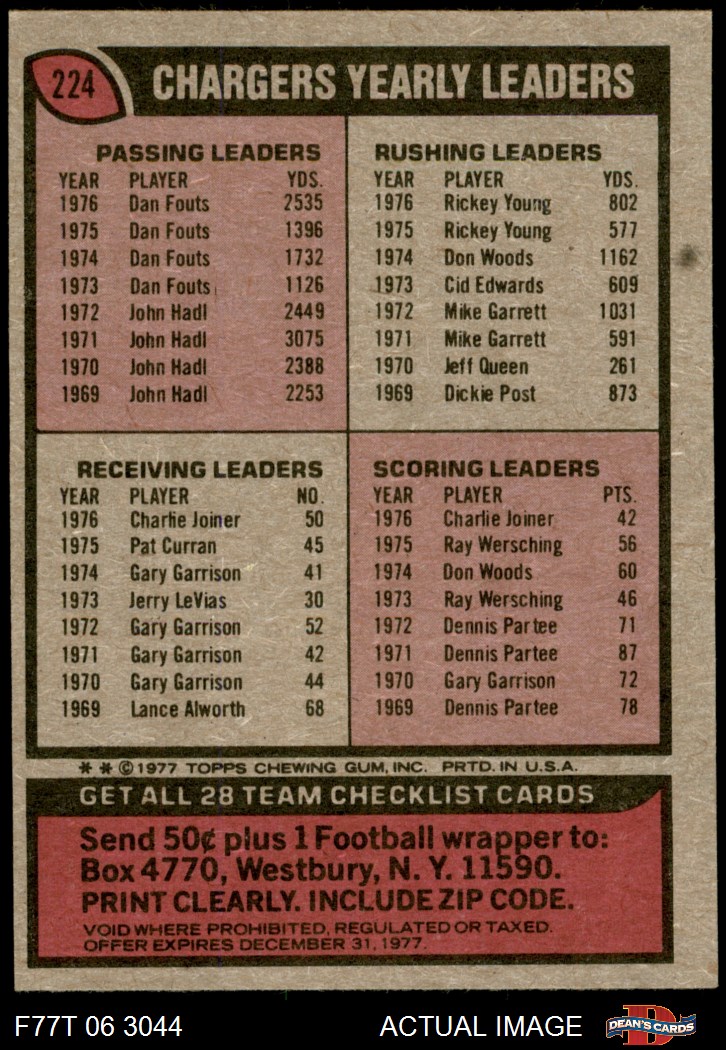 224 CHARGERS YEARLY LEADERS
PASSING LEADERS
YEAR PLAYER YDS.
1976 Dan Fouts 2535
1975 Dan Fouts 1396
1974 Dan Fouts 1732
1973 Dan Fouts 1126
1972 John Hadl 2449
1971 John Hadl 3075
1970 John Hadl 2388
1969 John Hadl 2253
RUSHING LEADERS
YEAR PLAYER YDS.
1976 Rickey Young 802
1975 Rickey Young 577
1974 Don Woods 1162
1973 Cid Edwards 609
1972 Mike Garrett 1031
1971 Mike Garrett 591
1970 Jeff Queen 261
1969 Dickie Post 873
RECEIVING LEADERS
YEAR PLAYER NO.
1976 Charlie Joiner 50
1975 Pat Curran 45
1974 Gary Garrison 41
1973 Jerry LeVias 30
1972 Gary Garrison 52
1971 Gary Garrison 42
1970 Gary Garrison 44
1969 Lance Alworth 68
SCORING LEADERS
YEAR PLAYER PTS.
1976 Charlie Joiner 42
1975 Ray Wersching 56
1974 Don Woods 60
1973 Ray Wersching 46
1972 Dennis Partee 71
1971 Dennis Partee 87
1970 Gary Garrison 72
1969 Dennis Partee 78
* * © 1977 TOPPS CHEWING GUM, INC. PRTD. IN U.S.A.
GET ALL 28 TEAM CHECKLIST CARDS
Send 50¢ plus 1 Football wrapper to:
Box 4770, Westbury, N. Y. 11590.
PRINT CLEARLY. INCLUDE ZIP CODE.
VOID WHERE PROHIBITED, REGULATED OR TAXED.
OFFER EXPIRES DECEMBER 31, 1977.
F77T 06 3044 ACTUAL IMAGE
D
DEAN'S CARDS